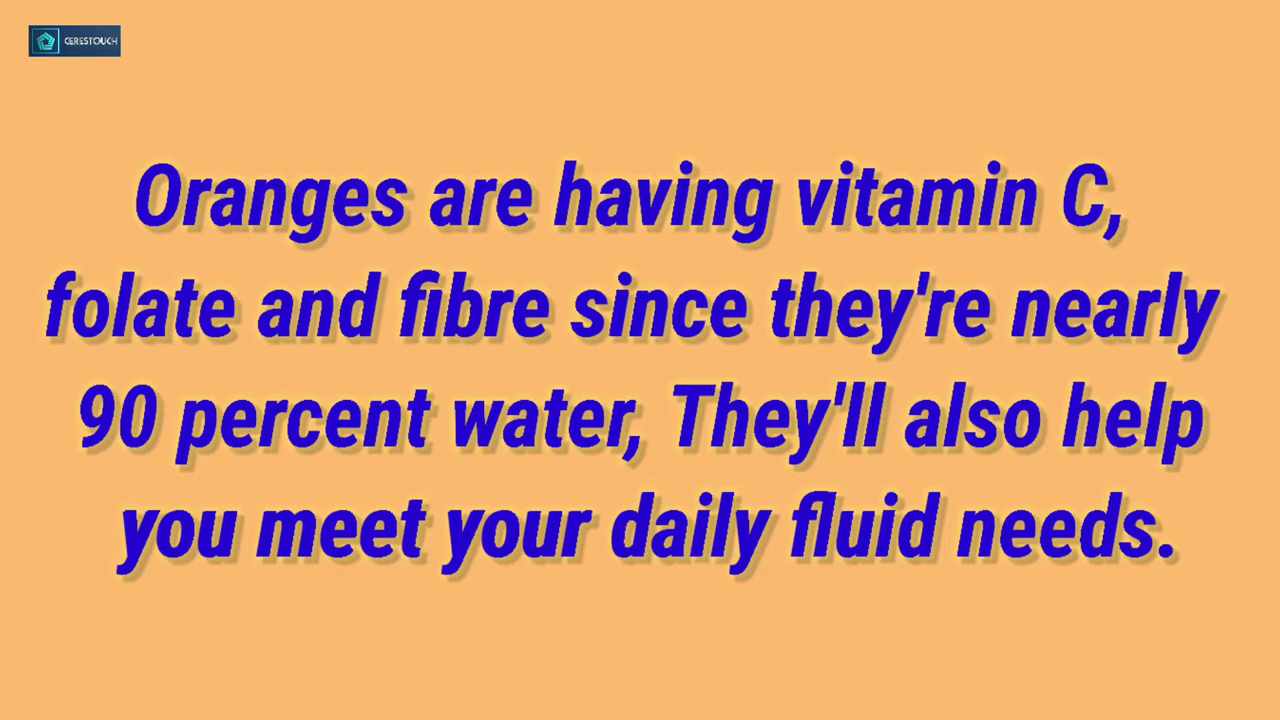 CERESTOUCH
Oranges are having vitamin C,
folate and fibre since they're nearly
90 percent water, They'll also help
you meet your daily fluid needs.